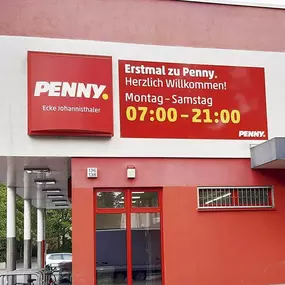 PENNY.
Ecke Johannisthaler
Erstmal zu Penny.
Herzlich Willkommen!
Montag – Samstag
07:00 – 21:00
PENNY.